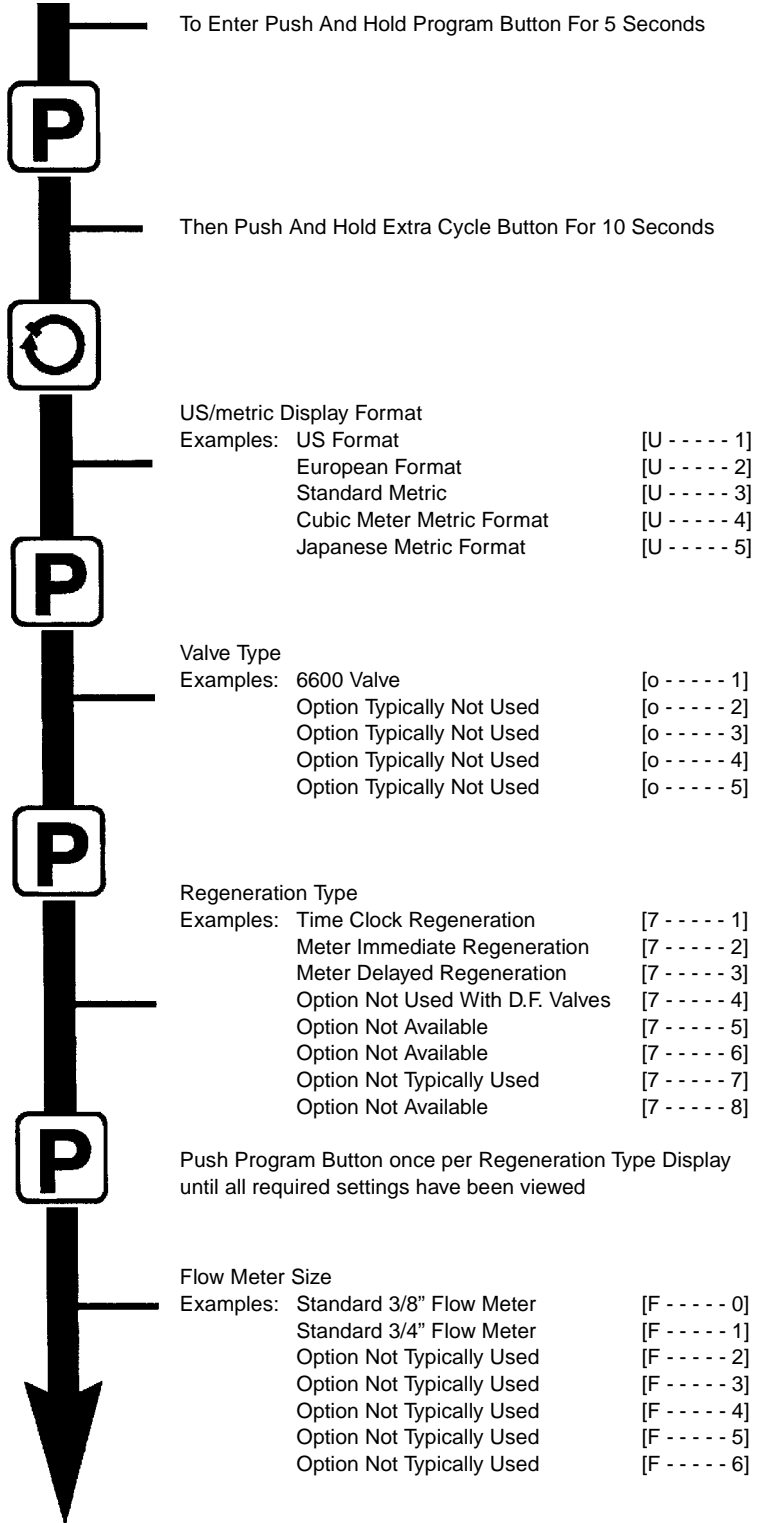 To Enter Push And Hold Program Button For 5 Seconds
P
Then Push And Hold Extra Cycle Button For 10 Seconds
US/metric Display Format
Examples: US Format [U - - - - - 1]
European Format [U - - - - - 2]
Standard Metric [U - - - - - 3]
Cubic Meter Metric Format [U - - - - - 4]
Japanese Metric Format [U - - - - - 5]
P
Valve Type
Examples: 6600 Valve [o - - - - - 1]
Option Typically Not Used [o - - - - - 2]
Option Typically Not Used [o - - - - - 3]
Option Typically Not Used [o - - - - - 4]
Option Typically Not Used [o - - - - - 5]
P
Regeneration Type
Examples: Time Clock Regeneration [7 - - - - - 1]
Meter Immediate Regeneration [7 - - - - - 2]
Meter Delayed Regeneration [7 - - - - - 3]
Option Not Used With D.F. Valves [7 - - - - - 4]
Option Not Available [7 - - - - - 5]
Option Not Available [7 - - - - - 6]
Option Not Typically Used [7 - - - - - 7]
Option Not Available [7 - - - - - 8]
P
Push Program Button once per Regeneration Type Display
until all required settings have been viewed
Flow Meter Size
Examples: Standard 3/8” Flow Meter [F - - - - - 0]
Standard 3/4” Flow Meter [F - - - - - 1]
Option Not Typically Used [F - - - - - 2]
Option Not Typically Used [F - - - - - 3]
Option Not Typically Used [F - - - - - 4]
Option Not Typically Used [F - - - - - 5]
Option Not Typically Used [F - - - - - 6]